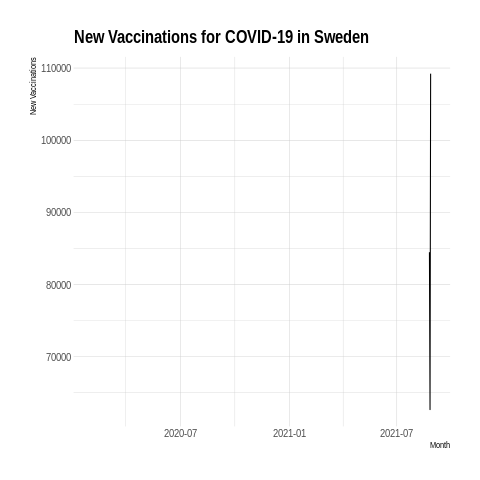 New Vaccinations for COVID-19 in Sweden
New Vaccinations
110000
100000
90000
80000
70000
2020-07
2021-01
2021-07
Month